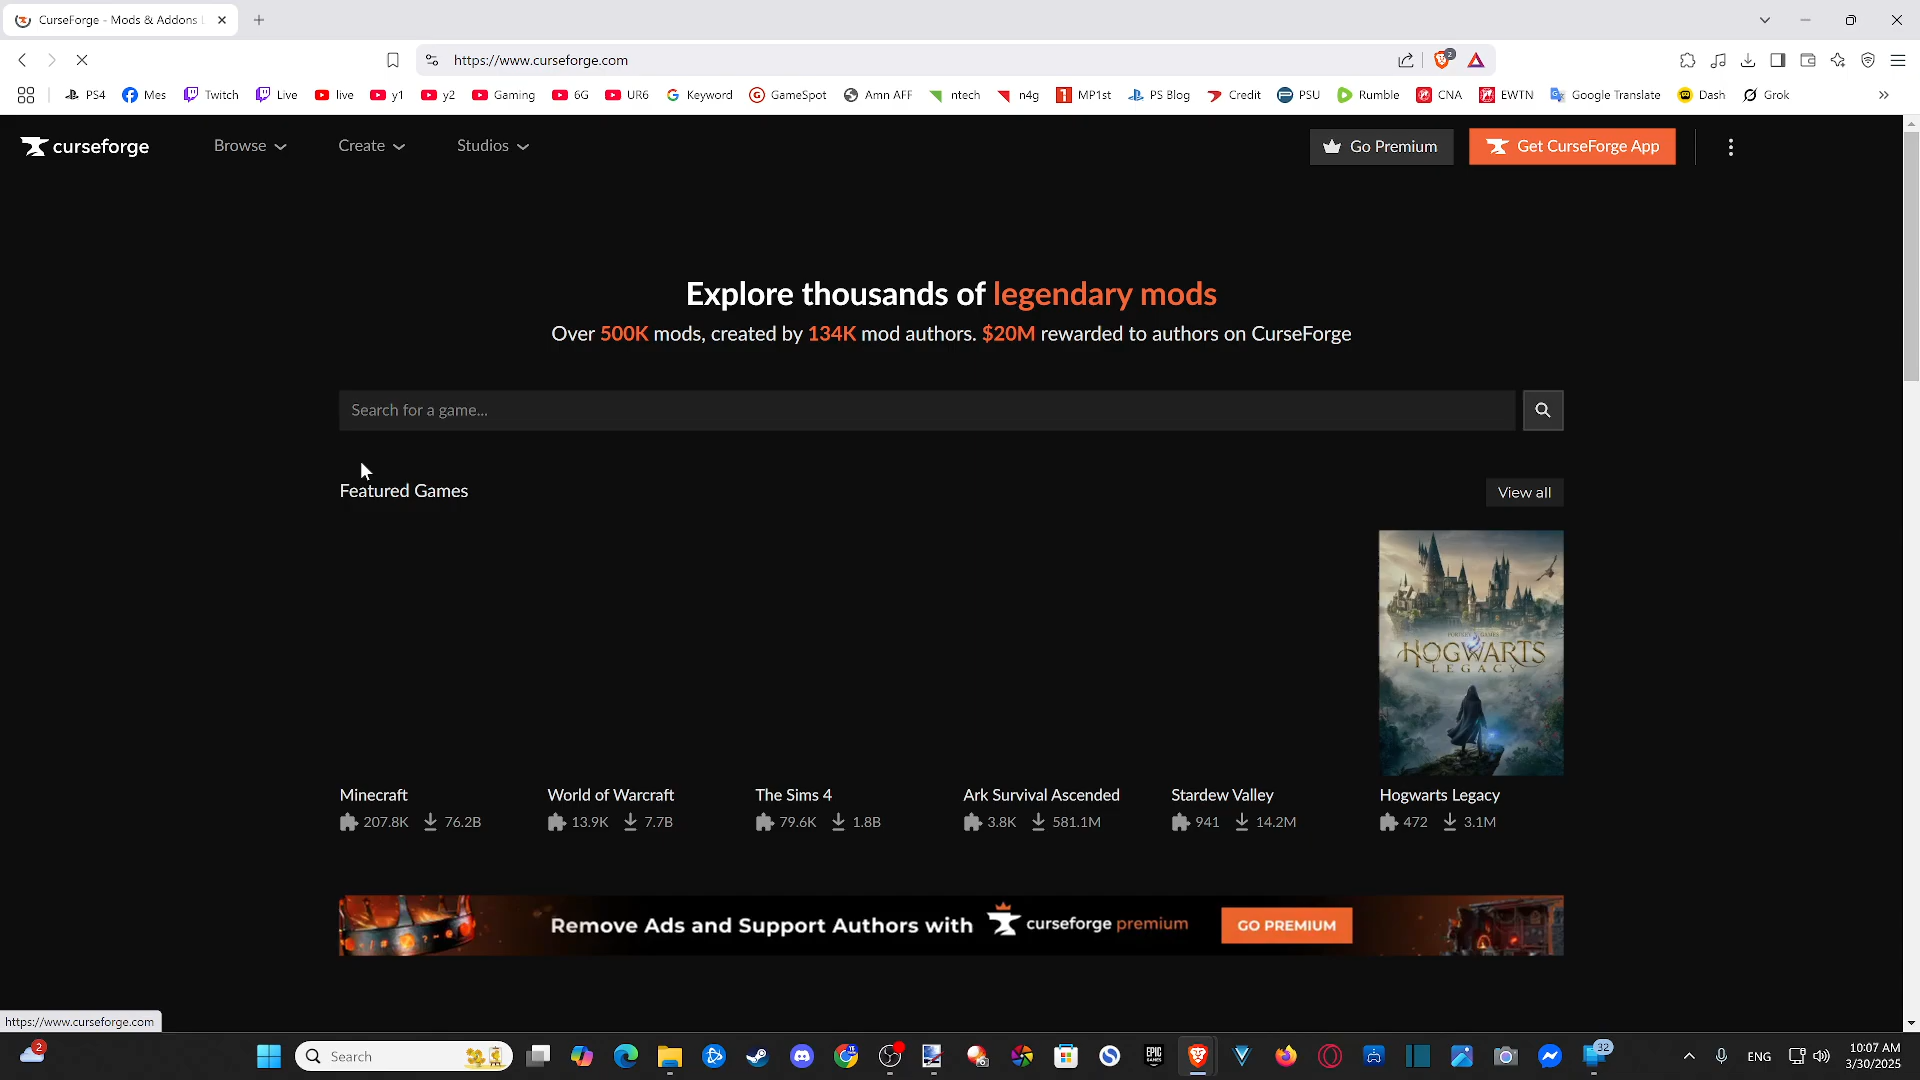 CurseForge - Mods & Addons
https://www.curseforge.com
2
PS4 Mes Twitch Live live y1 y2 Gaming 6G UR6 Keyword GameSpot Amn AFF ntech n4g MP1st PS Blog Credit PSU Rumble CNA EWTN Google Translate Dash Grok
curseforge Browse Create Studios Go Premium Get CurseForge App
Explore thousands of legendary mods
Over 500K mods, created by 134K mod authors. $20M rewarded to authors on CurseForge
Search for a game...
Featured Games View all
HOGWARTS
LEGACY
Minecraft World of Warcraft The Sims 4 Ark Survival Ascended Stardew Valley Hogwarts Legacy
207.8K 76.2B 13.9K 7.7B 79.6K 1.8B 3.8K 581.1M 941 14.2M 472 3.1M
Remove Ads and Support Authors with curseforge premium GO PREMIUM
https://www.curseforge.com
2 Search EPIC GAMES 32 ENG 10:07 AM
3/30/2025